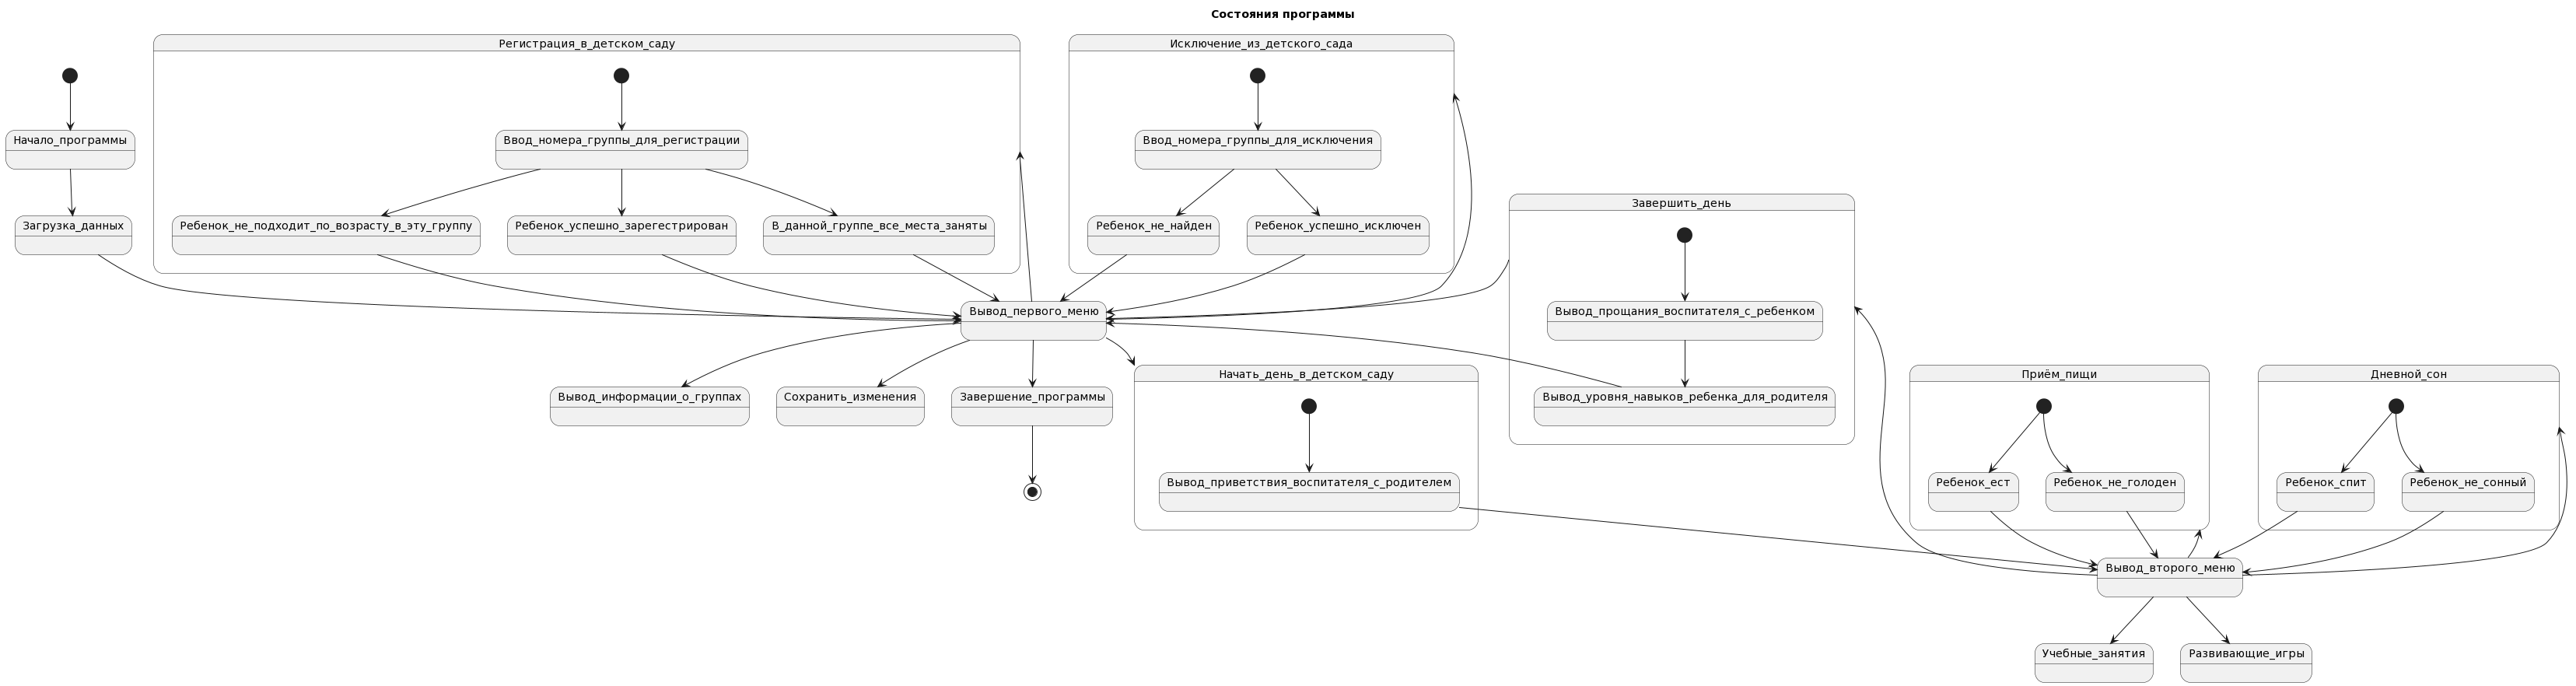 Состояния программы
Регистрация_в_детском_саду
Исключение_из_детского_сада
Начало_программы
Ввод_номера_группы_для_регистрации
Ввод_номера_группы_для_исключения
Завершить_день
Загрузка_данных
Ребенок_не_подходит_по_возрасту_в_эту_группу
Ребенок_успешно_зарегестрирован
В_данной_группе_все_места_заняты
Ребенок_не_найден
Ребенок_успешно_исключен
Вывод_первого_меню
Вывод_прощания_воспитателя_с_ребенком
Начать_день_в_детском_саду
Приём_пищи
Дневной_сон
Вывод_информации_о_группах
Сохранить_изменения
Завершение_программы
Вывод_уровня_навыков_ребенка_для_родителя
Вывод_приветствия_воспитателя_с_родителем
Ребенок_ест
Ребенок_не_голоден
Ребенок_спит
Ребенок_не_сонный
Вывод_второго_меню
Учебные_занятия
Развивающие_игры